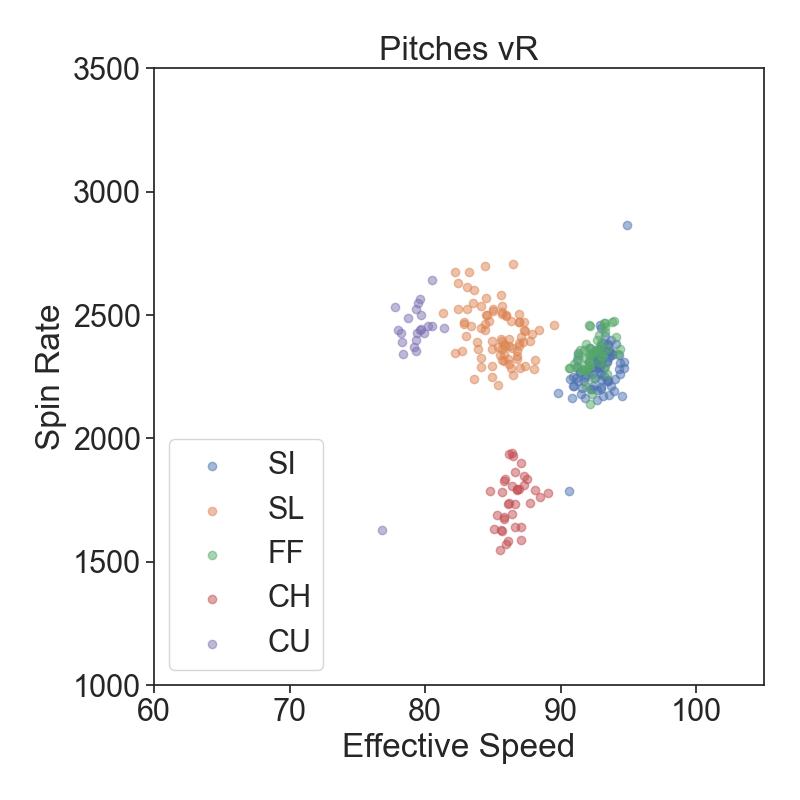 Pitches vR
3500
3000
2500
2000
1500
1000
Spin Rate
SI
SL
FF
CH
CU
60 70 80 90 100
Effective Speed